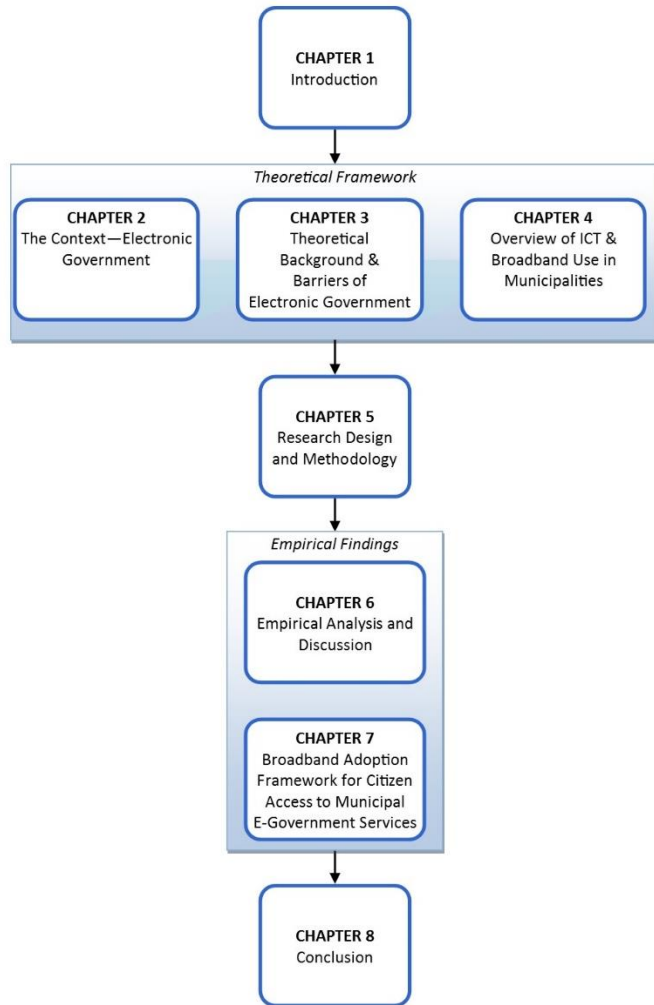 CHAPTER 1
Introduction
Theoretical Framework
CHAPTER 2
The Context—Electronic
Government
CHAPTER 3
Theoretical
Background &
Barriers of
Electronic Government
CHAPTER 4
Overview of ICT &
Broadband Use in
Municipalities
CHAPTER 5
Research Design
and Methodology
Empirical Findings
CHAPTER 6
Empirical Analysis and
Discussion
CHAPTER 7
Broadband Adoption
Framework for Citizen
Access to Municipal
E-Government Services
CHAPTER 8
Conclusion